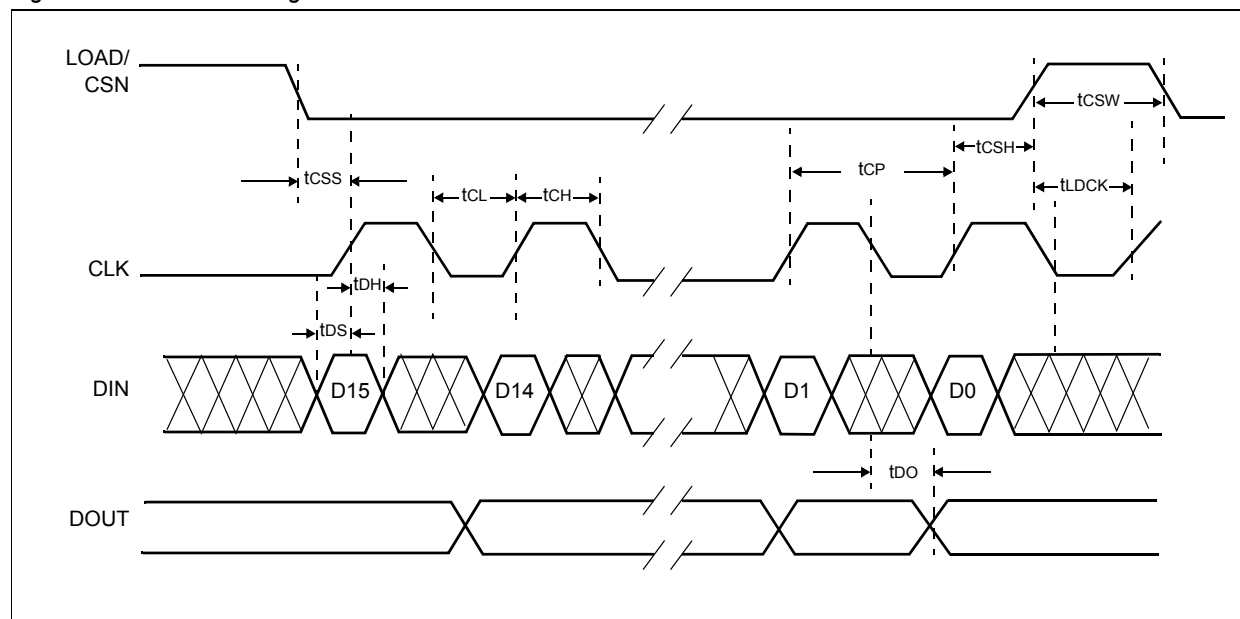 LOAD/
CSN
tCSW
tCSH
tCP
tCSS
tLDCK
tCL
tCH
CLK
tDH
tDS
DIN
D15
D14
D1
D0
tDO
DOUT